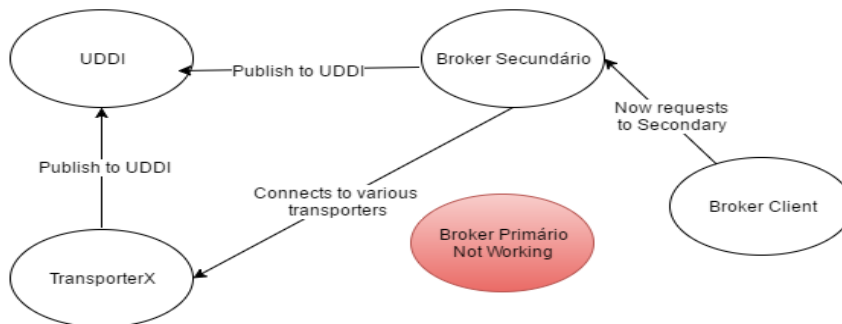 UDDI
Publish to UDDI
Broker Secundário
Now requests
to Secondary
Publish to UDDI
Connects to various
transporters
Broker Client
Broker Primário
Not Working
TransporterX